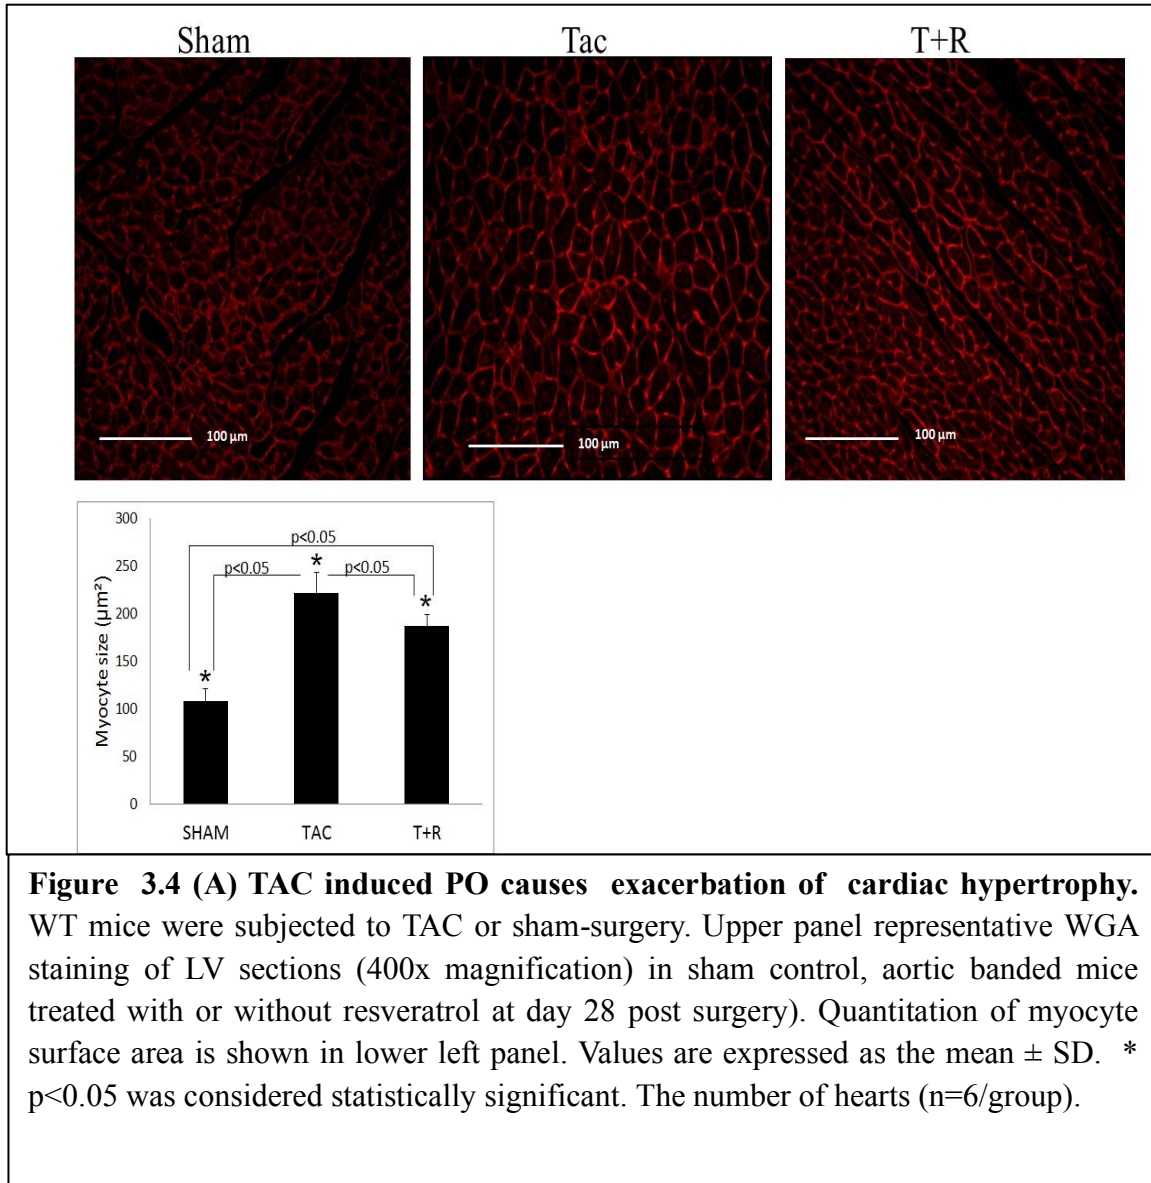 Sham Tac T+R
100 µm 100 µm 100 µm
300
p<0.05
250
p<0.05 * p<0.05
200
*
150
*
100
50
0
Myocyte size (µm²)
SHAM TAC T+R
Figure 3.4 (A) TAC induced PO causes exacerbation of cardiac hypertrophy.
WT mice were subjected to TAC or sham-surgery. Upper panel representative WGA
staining of LV sections (400x magnification) in sham control, aortic banded mice
treated with or without resveratrol at day 28 post surgery). Quantitation of myocyte
surface area is shown in lower left panel. Values are expressed as the mean ± SD. *
p<0.05 was considered statistically significant. The number of hearts (n=6/group).